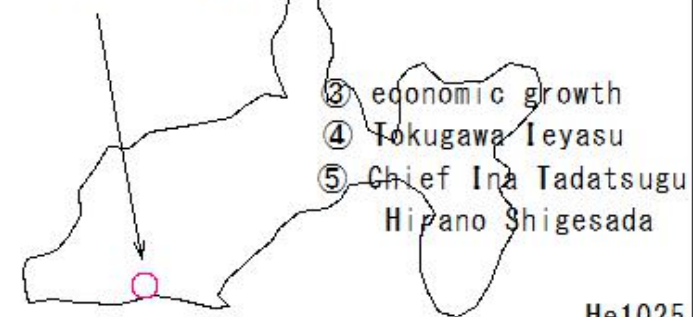 ③ economic growth
④ Tokugawa Ieyasu
⑤ Chief Ina Tadatsugu
Hirano Shigesada
He1025